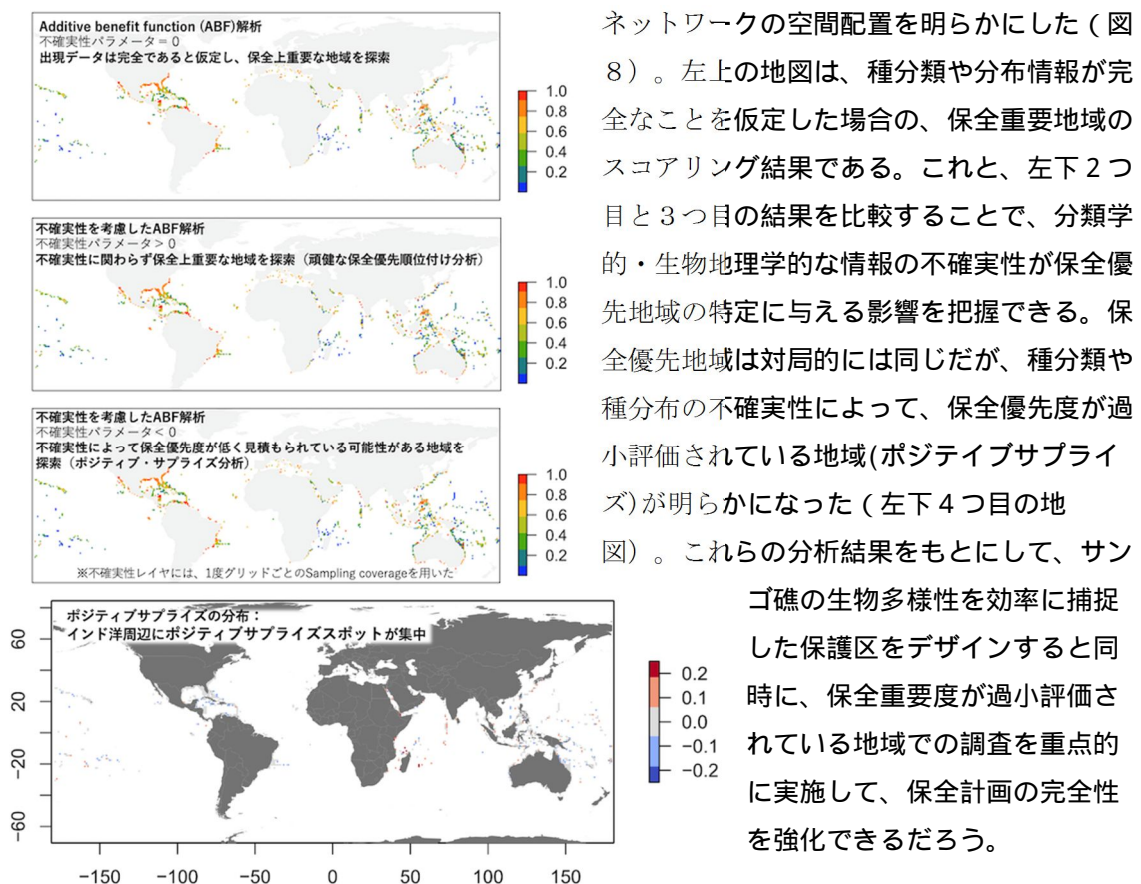 Additive benefit function (ABF)解析
不確実性パラメータ= 0
出現データは完全であると仮定し、保全上重要な地域を探索
1.0
0.8
0.6
0.4
0.2
不確実性を考慮したABF解析
不確実性パラメータ> 0
不確実性に関わらず保全上重要な地域を探索（頑健な保全優先順位付け分析）
1.0
0.8
0.6
0.4
0.2
不確実性を考慮したABF解析
不確実性パラメータ< 0
不確実性によって保全優先度が低く見積もられている可能性がある地域を
探索（ポジティブ・サプライズ分析）
1.0
0.8
0.6
0.4
0.2
※不確実性レイヤには、1度グリッドごとのSampling coverageを用いた
ポジティブサプライズの分布：
インド洋周辺にポジティブサプライズスポットが集中
60
20
−20
−60
−150 −100 −50 0 50 100 150
0.2
0.1
0.0
−0.1
−0.2
ネットワークの空間配置を明らかにした（図
８）。左上の地図は、種分類や分布情報が完
全なことを仮定した場合の、保全重要地域の
スコアリング結果である。これと、左下２つ
目と３つ目の結果を比較することで、分類学
的・生物地理学的な情報の不確実性が保全優
先地域の特定に与える影響を把握できる。保
全優先地域は対局的には同じだが、種分類や
種分布の不確実性によって、保全優先度が過
小評価されている地域(ポジテイブサプライ
ズ)が明らかになった（左下４つ目の地
図）。これらの分析結果をもとにして、サン
ゴ礁の生物多様性を効率に捕捉
した保護区をデザインすると同
時に、保全重要度が過小評価さ
れている地域での調査を重点的
に実施して、保全計画の完全性
を強化できるだろう。